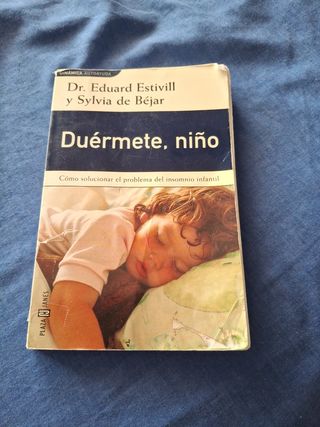 DINÁMICA AUTOAYUDA
Dr. Eduard Estivill
y Sylvia de Béjar
Duérmete, niño
Cómo solucionar el problema del insomnio infantil
PLAZA JANÉS